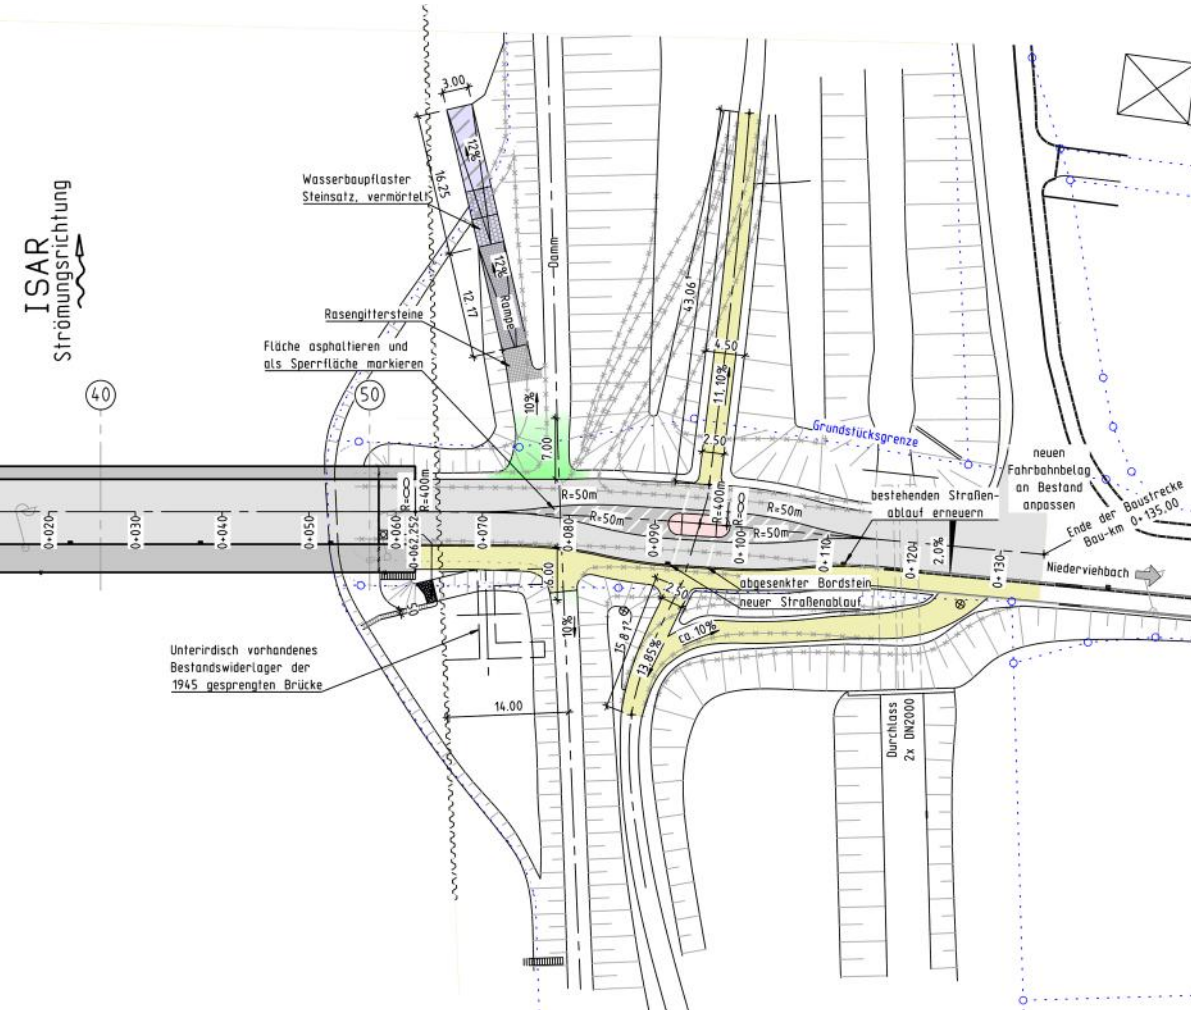 3.00
12%
16.25
Wasserbaupflaster
Steinsatz, vermörtelt
ISAR
Strömungsrichtung
Damm
12%
Rampe
12.17
43.06
Rasengittersteine
Fläche asphaltieren und
als Sperrfläche markieren
4.50
11,10%
10%
40
50
7.00
2.50
Grundstücksgrenze
neuen
Fahrbahnbelag
an Bestand
anpassen
bestehenden Straßen-
ablauf erneuern
Ende der Baustrecke
Bau-km 0+135,00
R=∞
R=400m
R=50m
R=50m
R=400m
R=∞
R=50m
R=50m
0+020
0+030
0+040
0+050
0+060
0+062,252
0+070
0+080
0+090
0+100
0+110
0+120
2.0%
0+130
Niederviehbach
6.00
abgesenkter Bordstein
neuer Straßenablauf
2.50
10%
15.81
ca. 10%
13.85%
Unterirdisch vorhandenes
Bestandswiderlager der
1945 gesprengten Brücke
14.00
Durchlass
2x DN2000